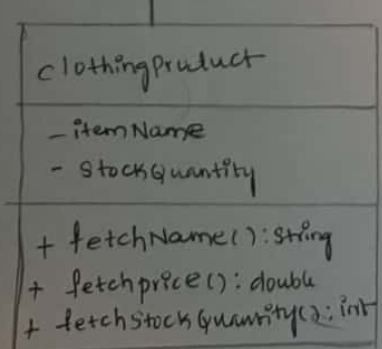 clothingProduct
- itemName
- StockQuantity
+ fetchName(): String
+ fetchprice(): double
+ fetchStockQuantity(): int